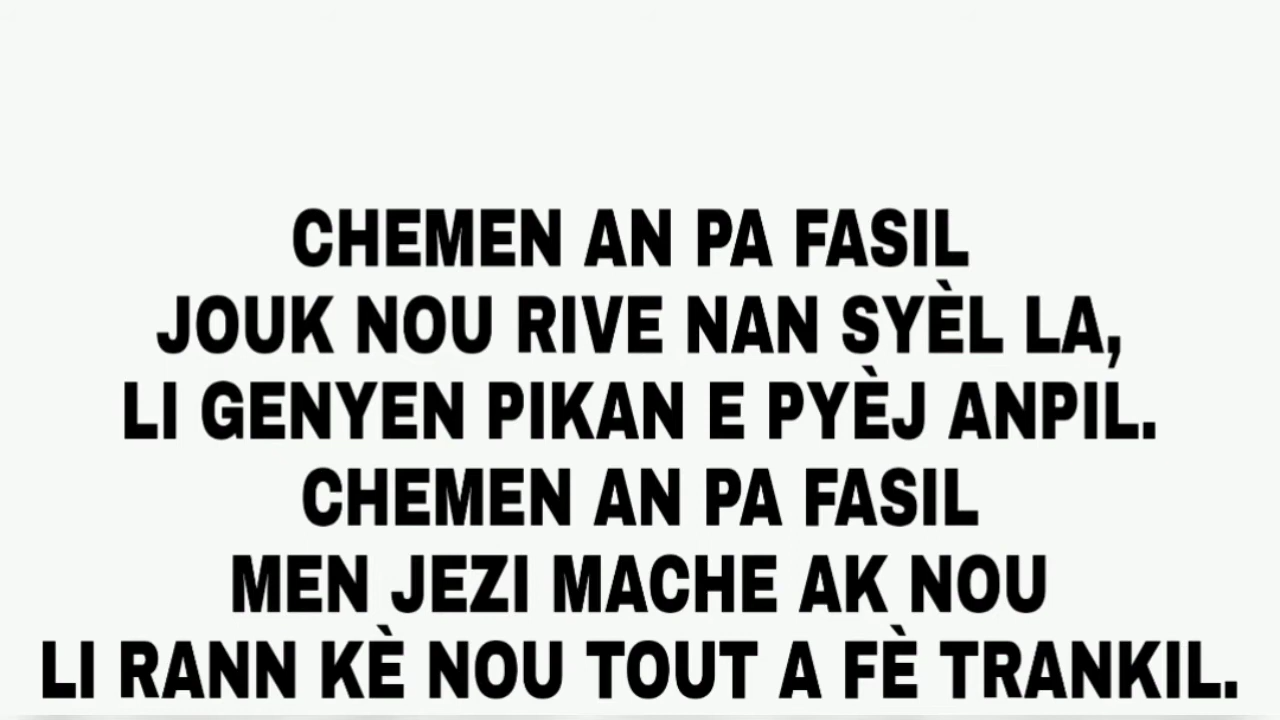 CHEMEN AN PA FASIL
JOUK NOU RIVE NAN SYÈL LA,
LI GENYEN PIKAN E PYÈJ ANPIL.
CHEMEN AN PA FASIL
MEN JEZI MACHE AK NOU
LI RANN KÈ NOU TOUT A FÈ TRANKIL.